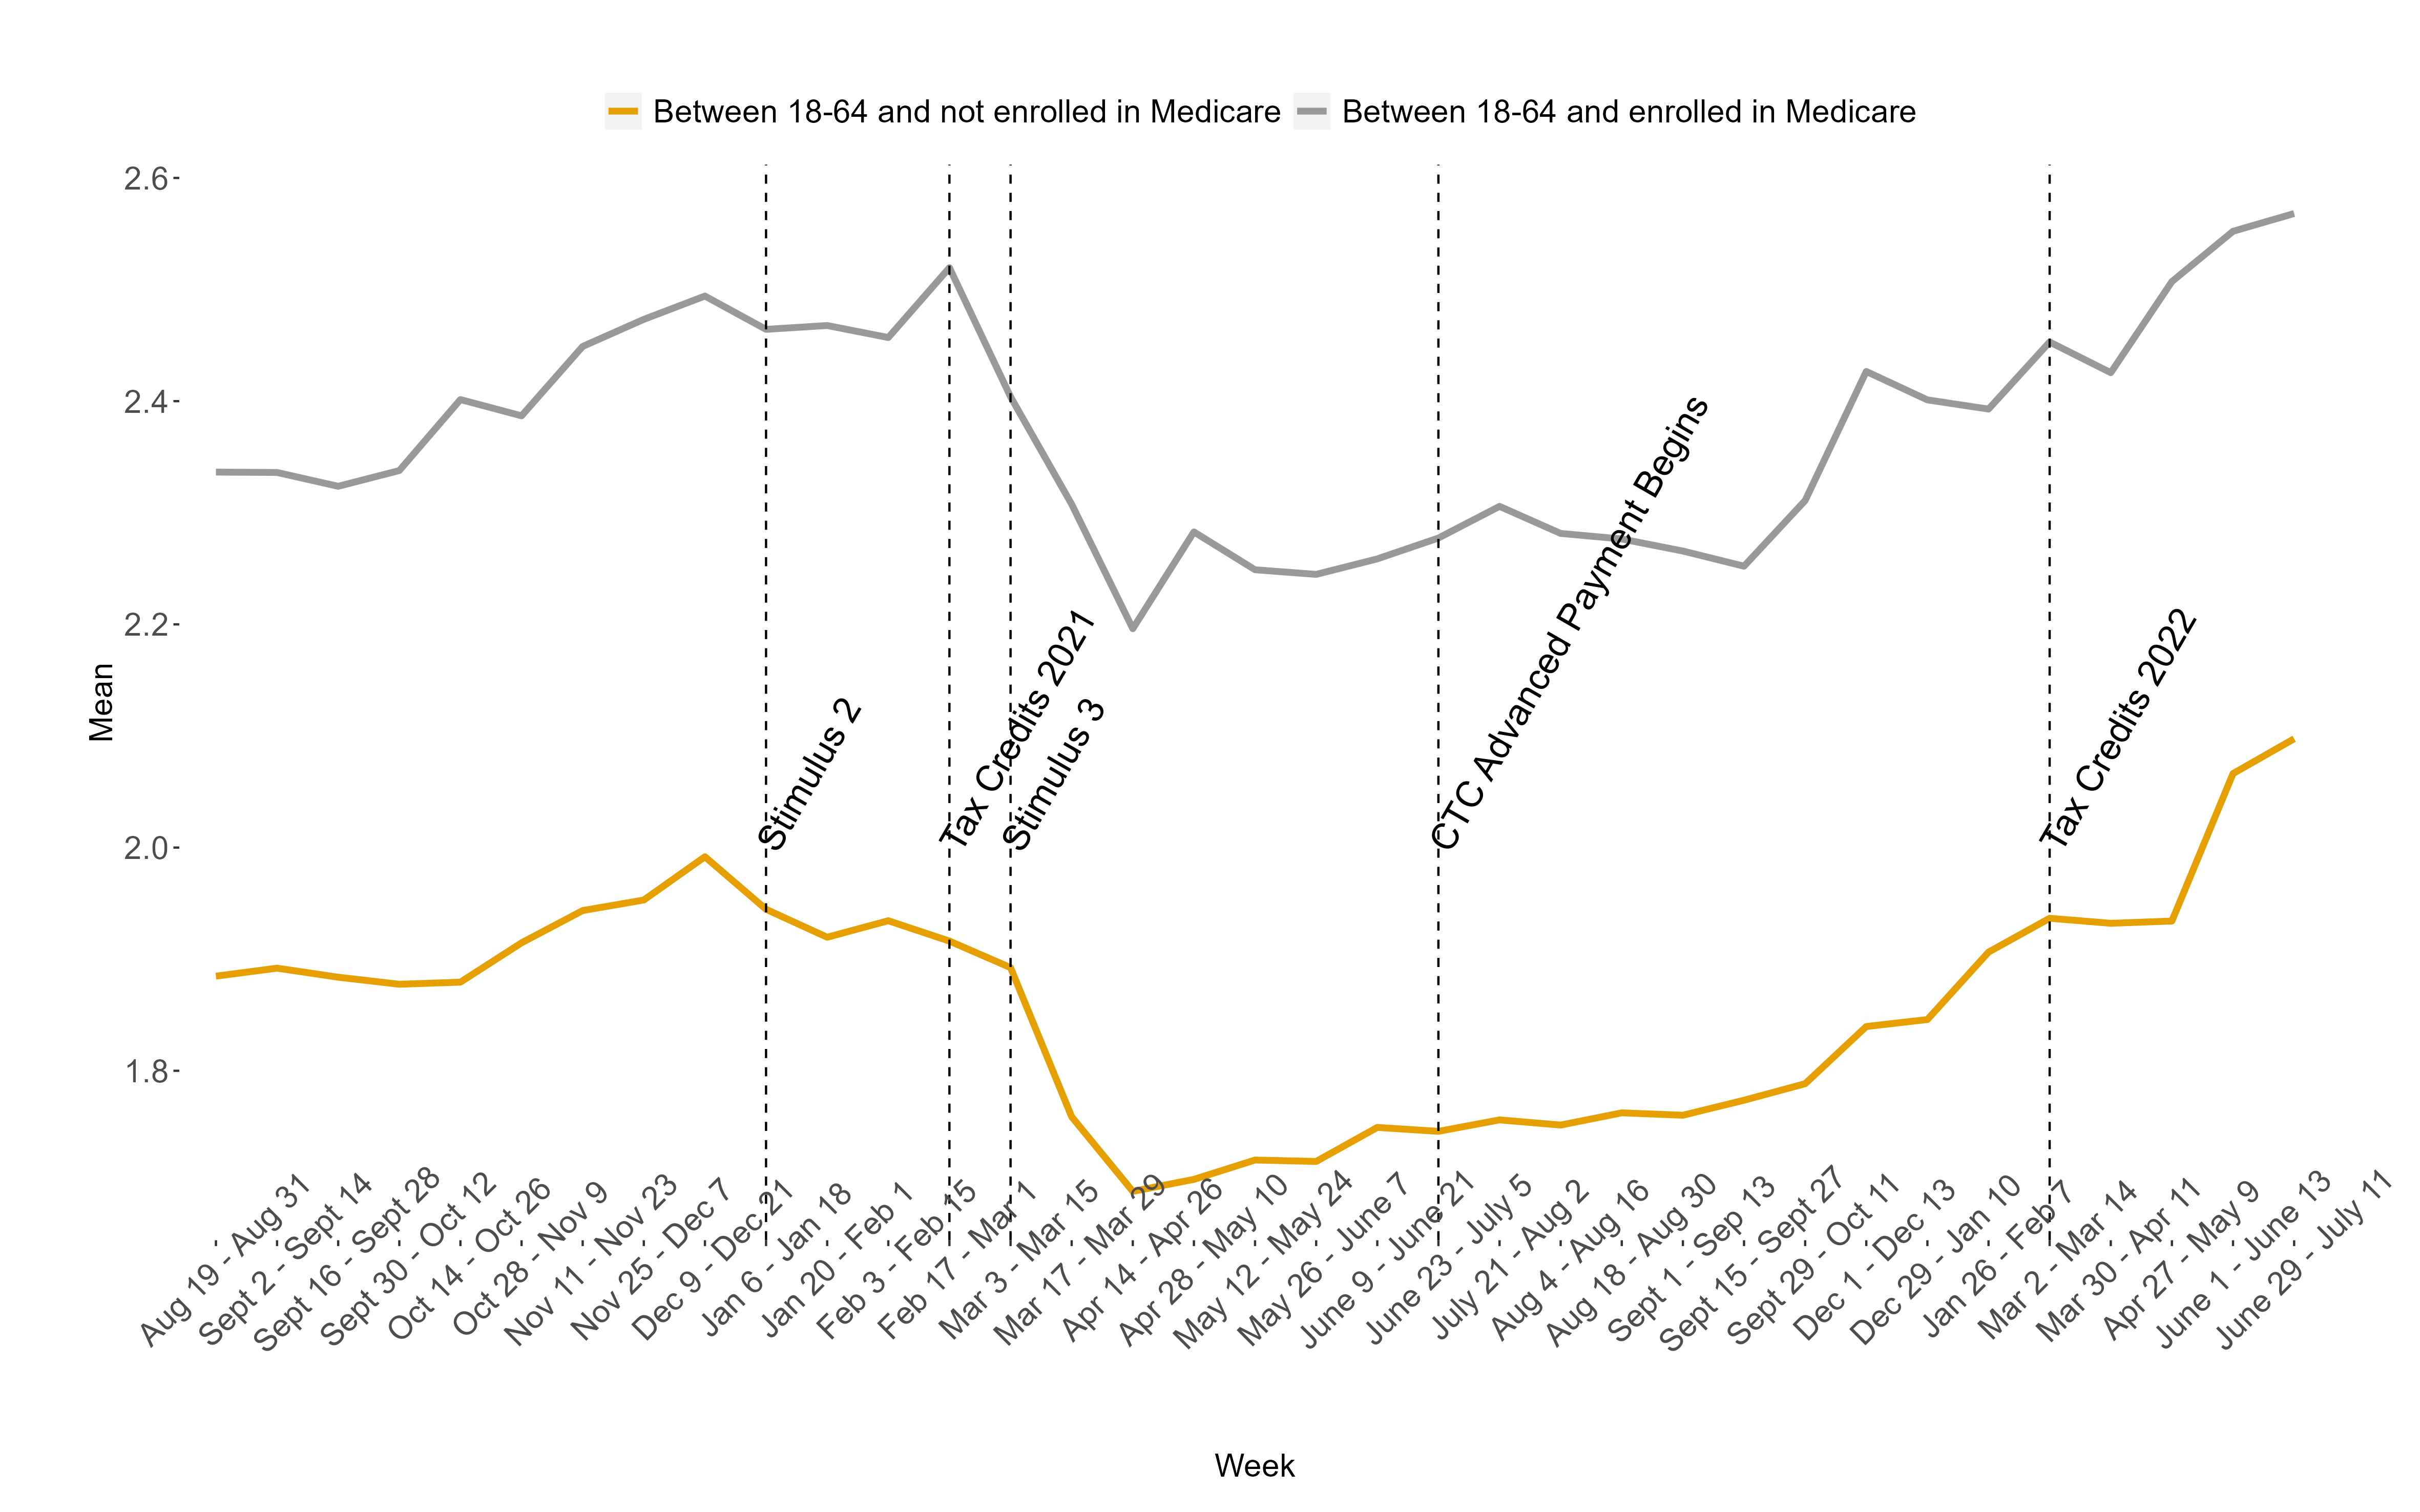 Between 18-64 and not enrolled in Medicare Between 18-64 and enrolled in Medicare
2.6
2.4
2.2
2.0
1.8
Mean
Stimulus 2
Tax Credits 2021
Stimulus 3
CTC Advanced Payment Begins
Tax Credits 2022
Aug 19 - Aug 31
Sept 2 - Sept 14
Sept 16 - Sept 28
Sept 30 - Oct 12
Oct 14 - Oct 26
Oct 28 - Nov 9
Nov 11 - Nov 23
Nov 25 - Dec 7
Dec 9 - Dec 21
Jan 6 - Jan 18
Jan 20 - Feb 1
Feb 3 - Feb 15
Feb 17 - Mar 1
Mar 3 - Mar 15
Mar 17 - Mar 29
Apr 14 - Apr 26
Apr 28 - May 10
May 12 - May 24
May 26 - June 7
June 9 - June 21
June 23 - July 5
July 21 - Aug 2
Aug 4 - Aug 16
Aug 18 - Aug 30
Sept 1 - Sep 13
Sept 15 - Sept 27
Sept 29 - Oct 11
Dec 1 - Dec 13
Dec 29 - Jan 10
Jan 26 - Feb 7
Mar 2 - Mar 14
Mar 30 - Apr 11
Apr 27 - May 9
June 1 - June 13
June 29 - July 11
Week